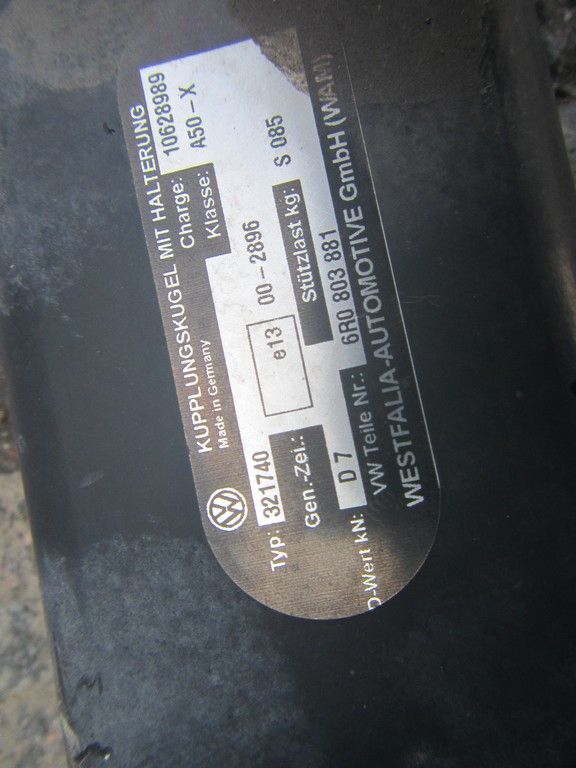 KUPPLUNGSKUGEL MIT HALTERUNG
Made in Germany
Charge: 10628989
Typ: 321740 Klasse: A50-X
Gen.-Zei.: e13 00-2896
D-Wert kN: D 7 Stützlast kg: S 085
VW Teile Nr.: 6R0 803 881
WESTFALIA-AUTOMOTIVE GmbH (WAM)